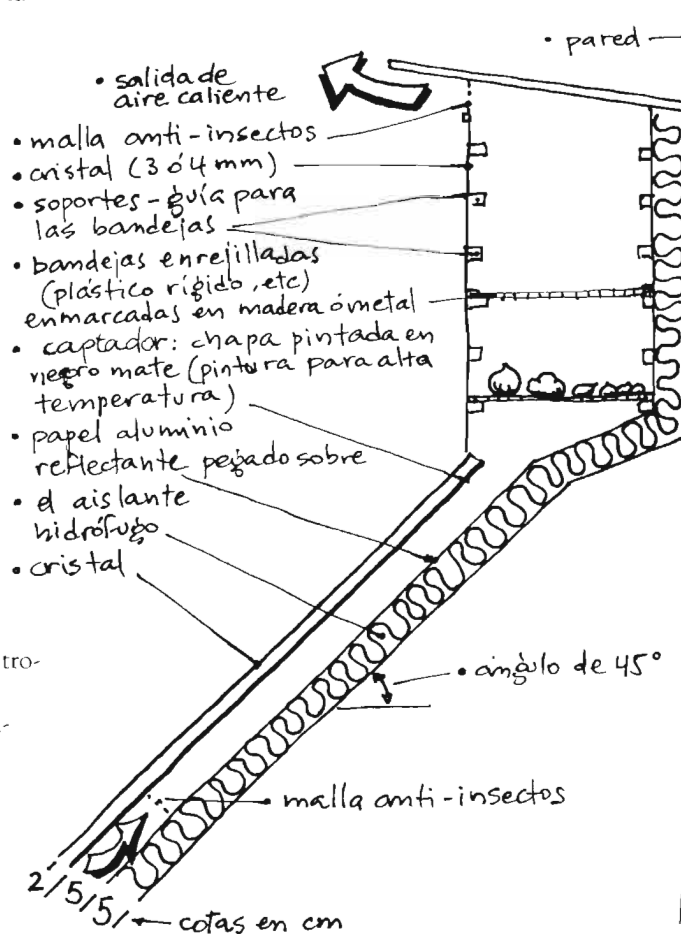 • pared
• salida de
aire caliente
• malla anti-insectos
• cristal (3 ó 4 mm)
• soportes-guía para
las bandejas
• bandejas enrejilladas
(plástico rígido, etc)
enmarcadas en madera ó metal
• captador: chapa pintada en
negro mate (pintura para alta
temperatura)
• papel aluminio
reflectante pegado sobre
• el aislante
hidrófugo
• cristal
tro-
• ángulo de 45°
• malla anti-insectos
2/5/5/ cotas en cm